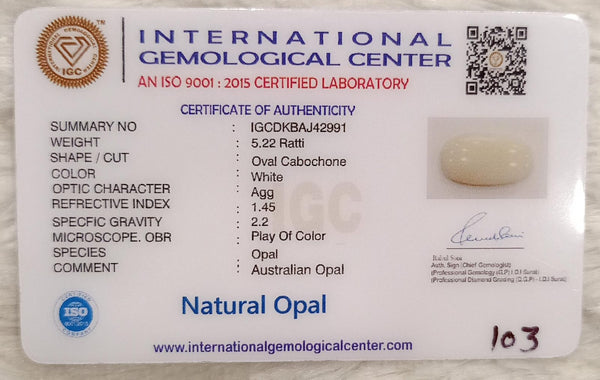 INTERNATIONAL
GEMOLOGICAL CENTER
AN ISO 9001 : 2015 CERTIFIED LABORATORY
IGC
CERTIFICATE OF AUTHENTICITY
SUMMARY NO : IGCDKBAJ42991
WEIGHT : 5.22 Ratti
SHAPE / CUT : Oval Cabochone
COLOR : White
OPTIC CHARACTER : Agg
REFRECTIVE INDEX : 1.45
SPECFIC GRAVITY : 2.2
MICROSCOPE. OBR : Play Of Color
SPECIES : Opal
COMMENT : Australian Opal
IGC
Auth. Sign (Chief Gemologist)
(Professional Gemology (G.P) I.D.I Surat)
(Professional Diamond Grading (D.G.P) - I.D.I Surat)
ISO
9001:2015
Natural Opal
www.internationalgemologicalcenter.com
103